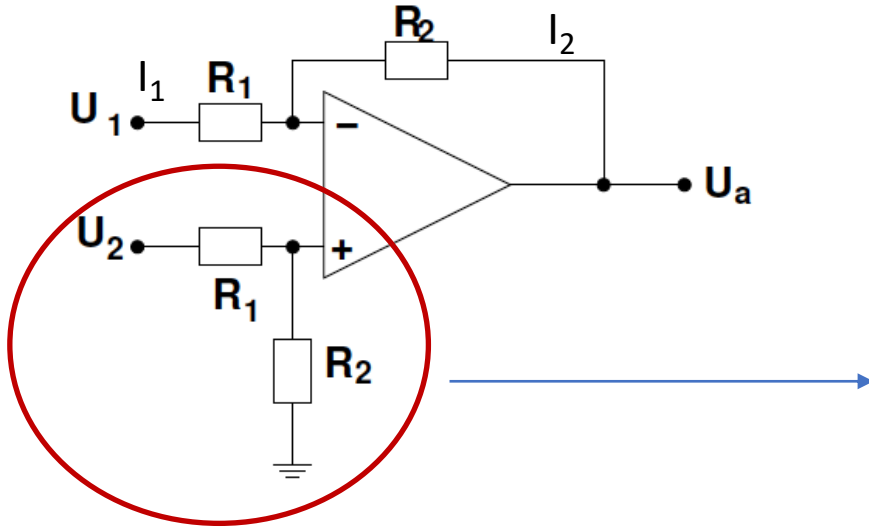 R₂
I₂
I₁
R₁
U₁
−
Uₐ
U₂
+
R₁
R₂